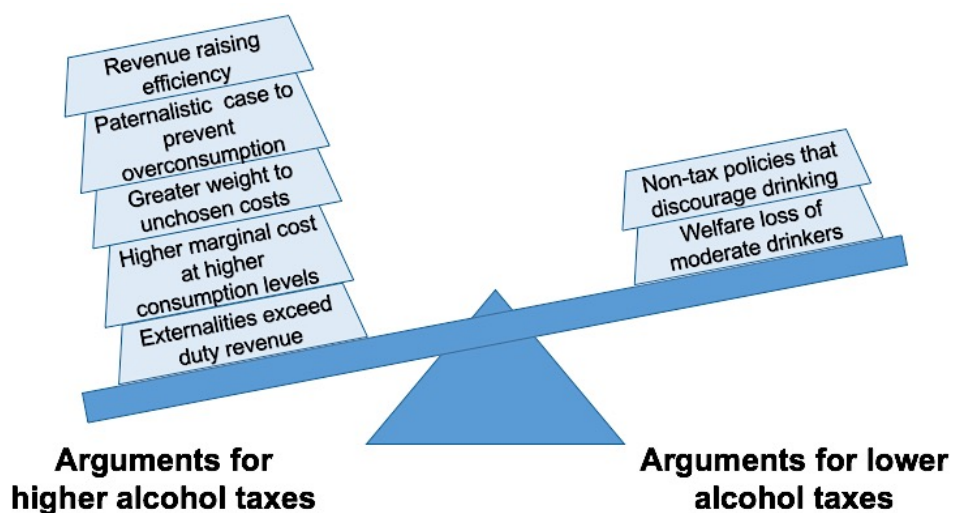 Revenue raising
efficiency
Paternalistic case to
prevent
overconsumption
Greater weight to
unchosen costs
Higher marginal cost
at higher
consumption levels
Externalities exceed
duty revenue
Non-tax policies that
discourage drinking
Welfare loss of
moderate drinkers
Arguments for
higher alcohol taxes
Arguments for lower
alcohol taxes